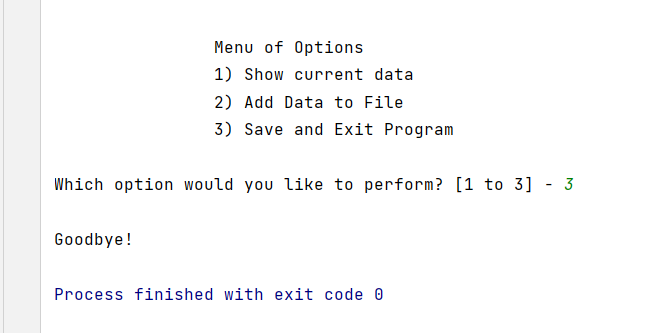 Menu of Options
1) Show current data
2) Add Data to File
3) Save and Exit Program
Which option would you like to perform? [1 to 3] - 3
Goodbye!
Process finished with exit code 0